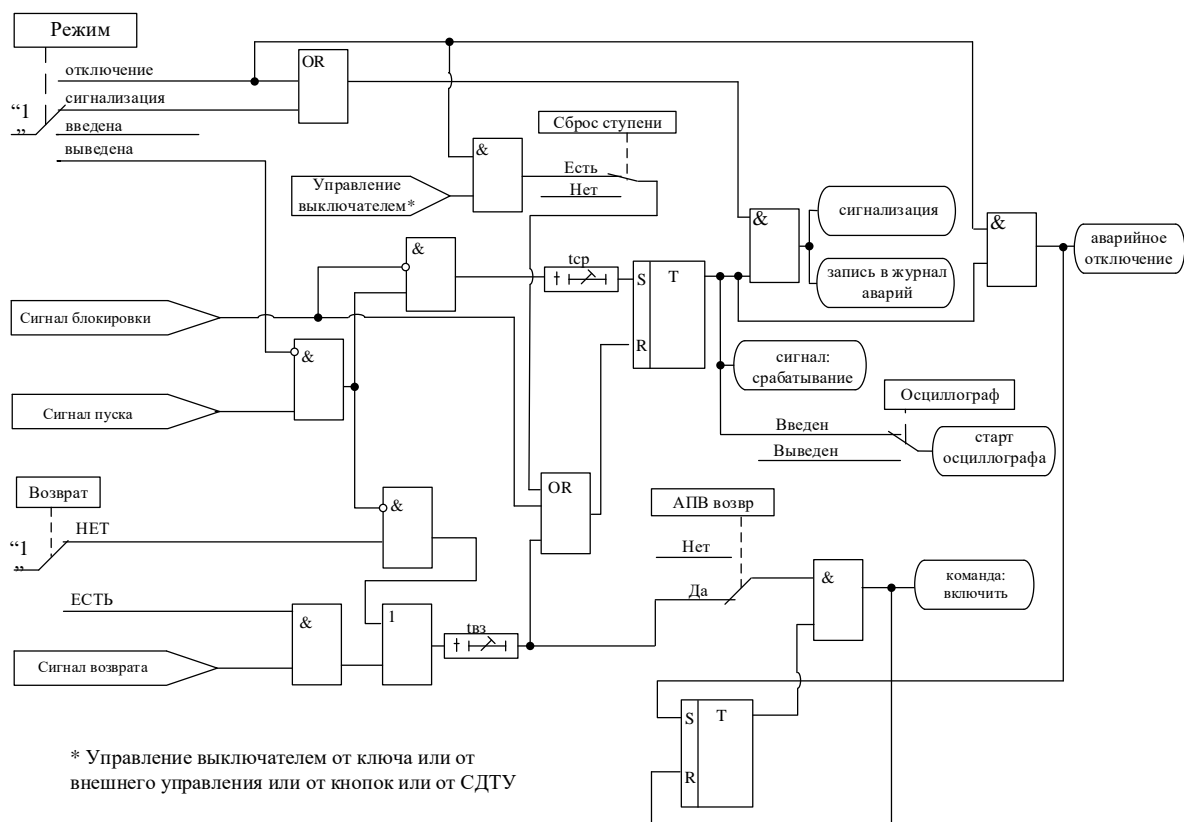 Режим
отключение
OR
сигнализация
“1
”
введена
выведена
Сброс ступени
&
Есть
Нет
Управление
выключателем*
&
сигнализация
запись в журнал
аварий
&
аварийное
отключение
&
tср
S
T
R
Сигнал блокировки
&
Сигнал пуска
сигнал:
срабатывание
Осциллограф
Введен
Выведен
старт
осциллографа
Возврат
“1
”
НЕТ
&
OR
АПВ возвр
Нет
Да
&
команда:
включить
ЕСТЬ
&
1
tвз
Сигнал возврата
S
T
R
* Управление выключателем от ключа или от
внешнего управления или от кнопок или от СДТУ